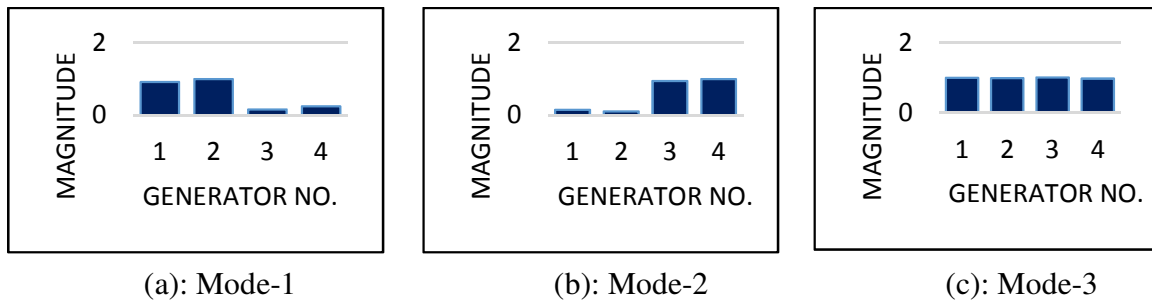 MAGNITUDE
2
0
1 2 3 4
GENERATOR NO.
(a): Mode-1
MAGNITUDE
2
0
1 2 3 4
GENERATOR NO.
(b): Mode-2
MAGNITUDE
2
0
1 2 3 4
GENERATOR NO.
(c): Mode-3